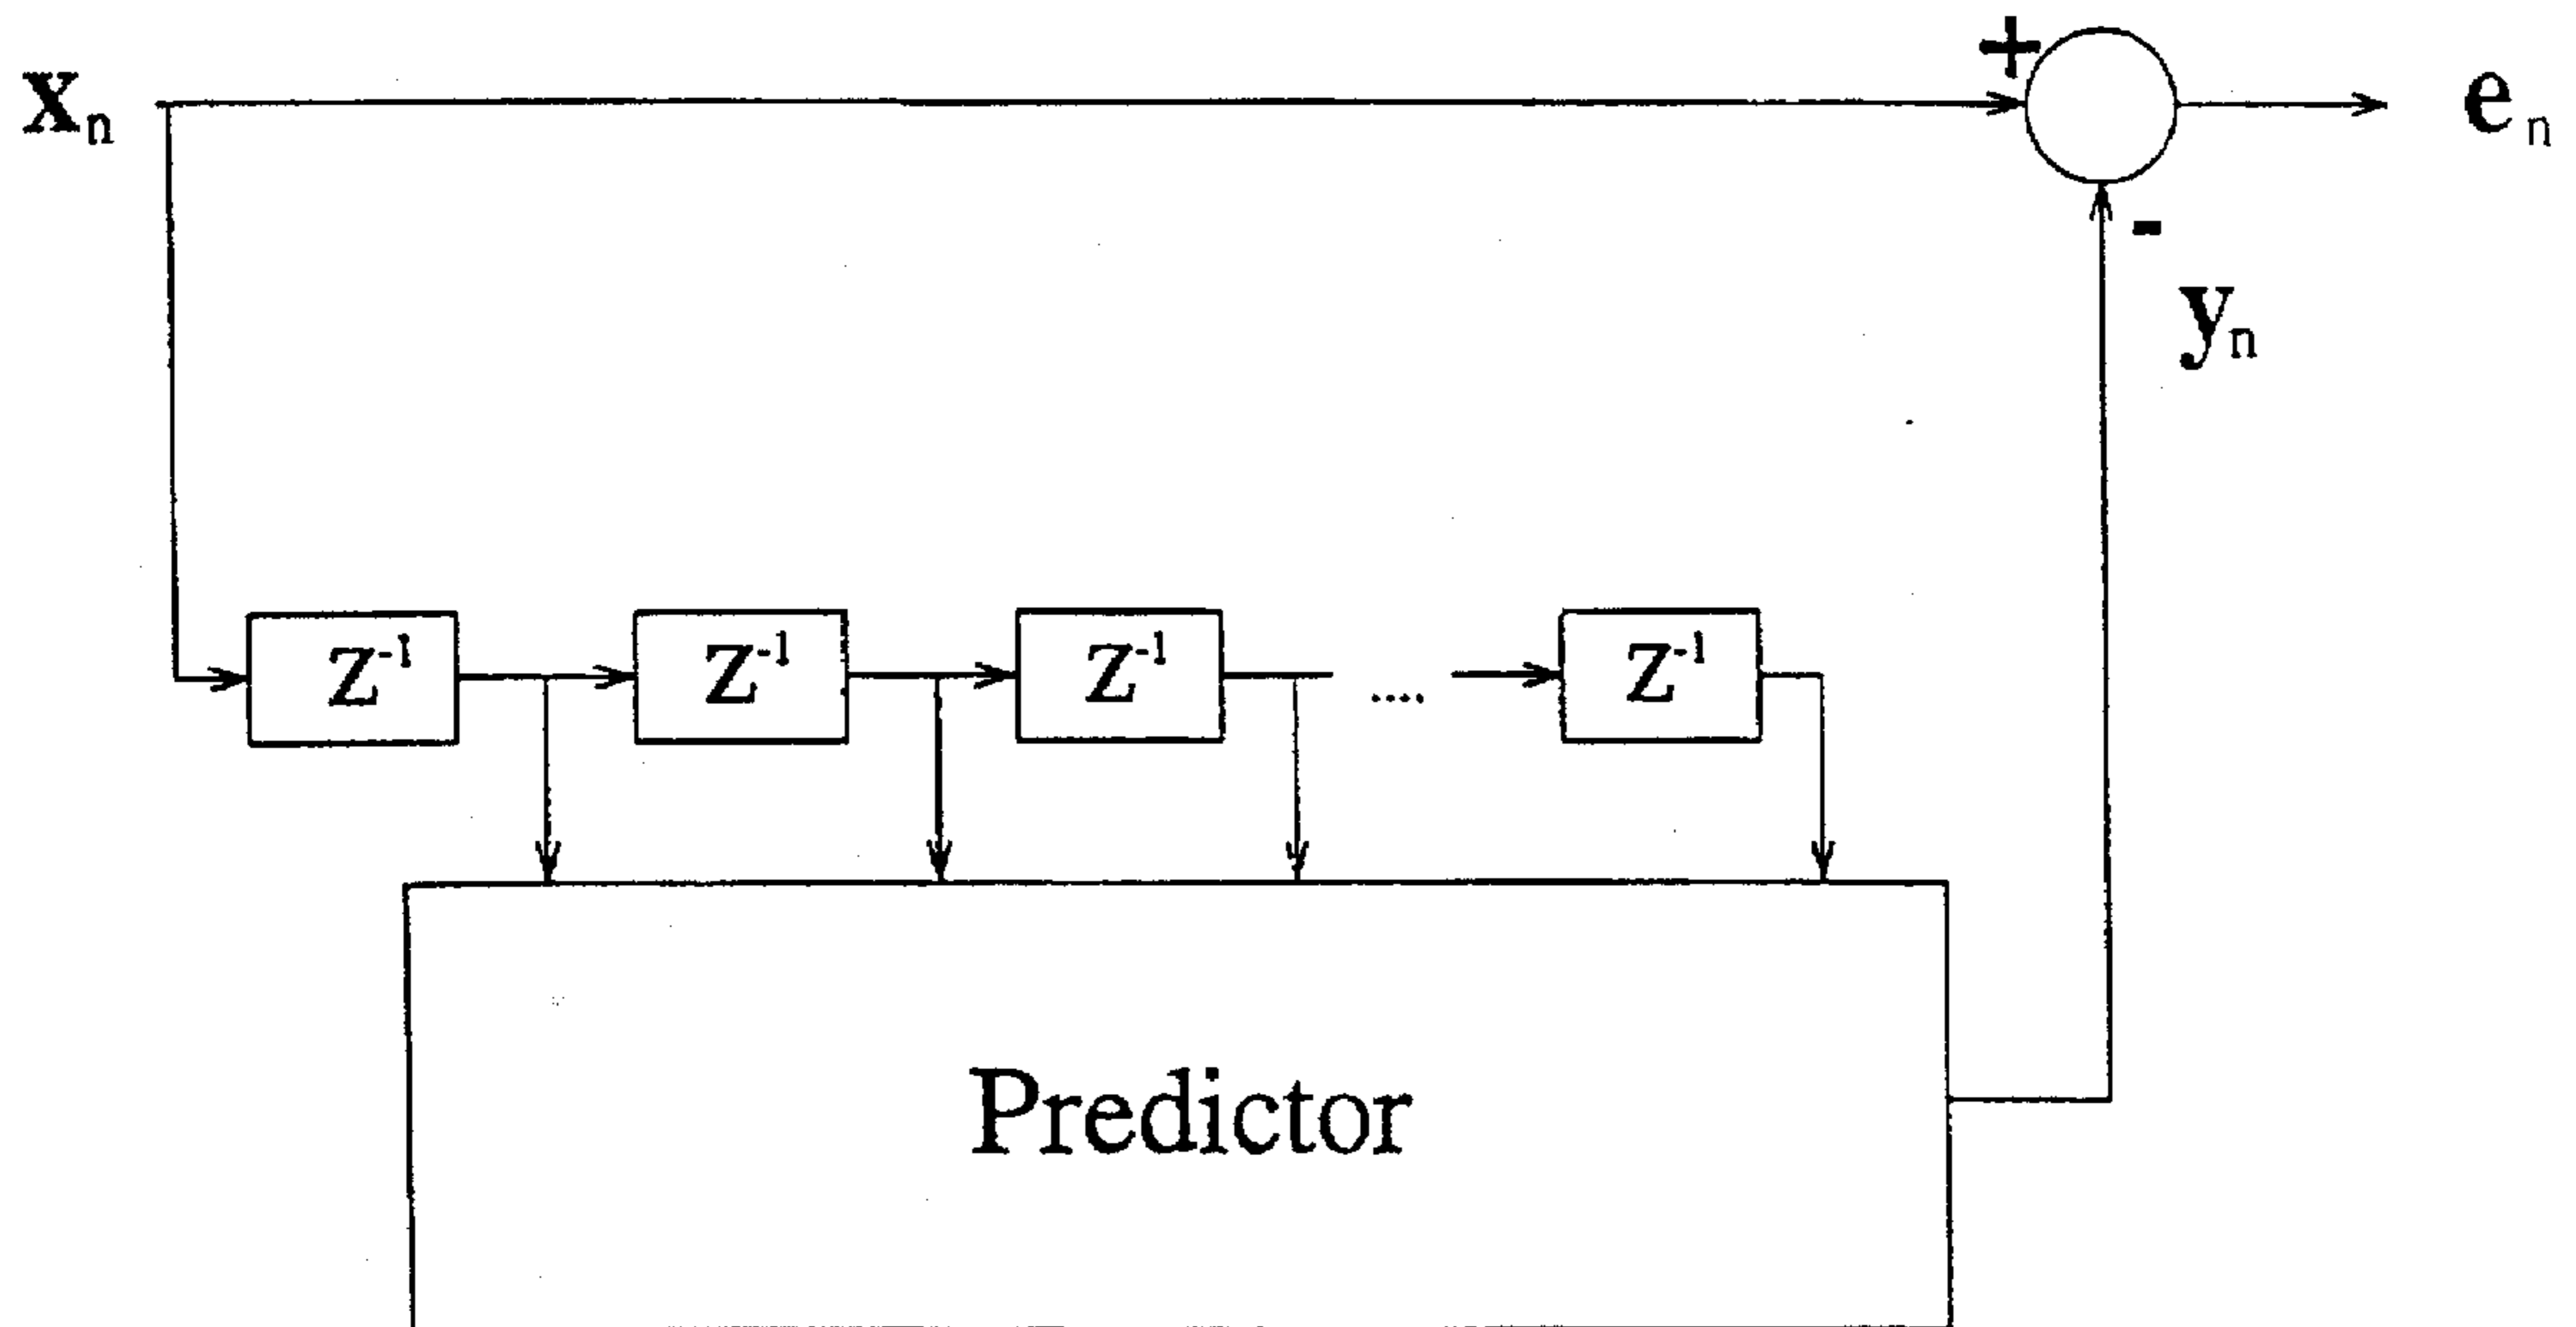 +
xₙ
eₙ
-
yₙ
Z⁻¹ Z⁻¹ Z⁻¹ .... Z⁻¹
Predictor